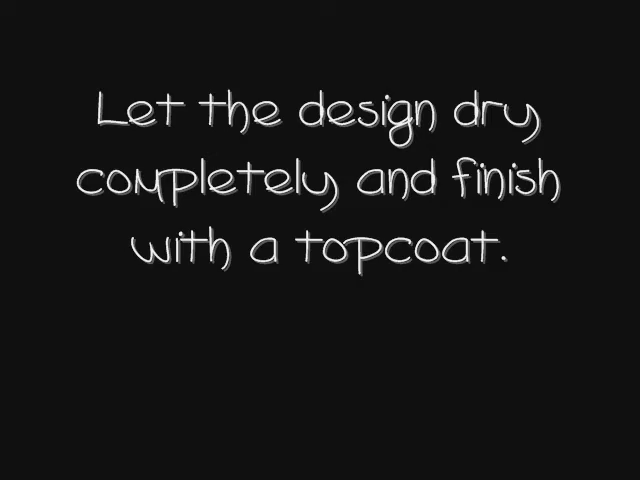 Let the design dry
completely and finish
with a topcoat.